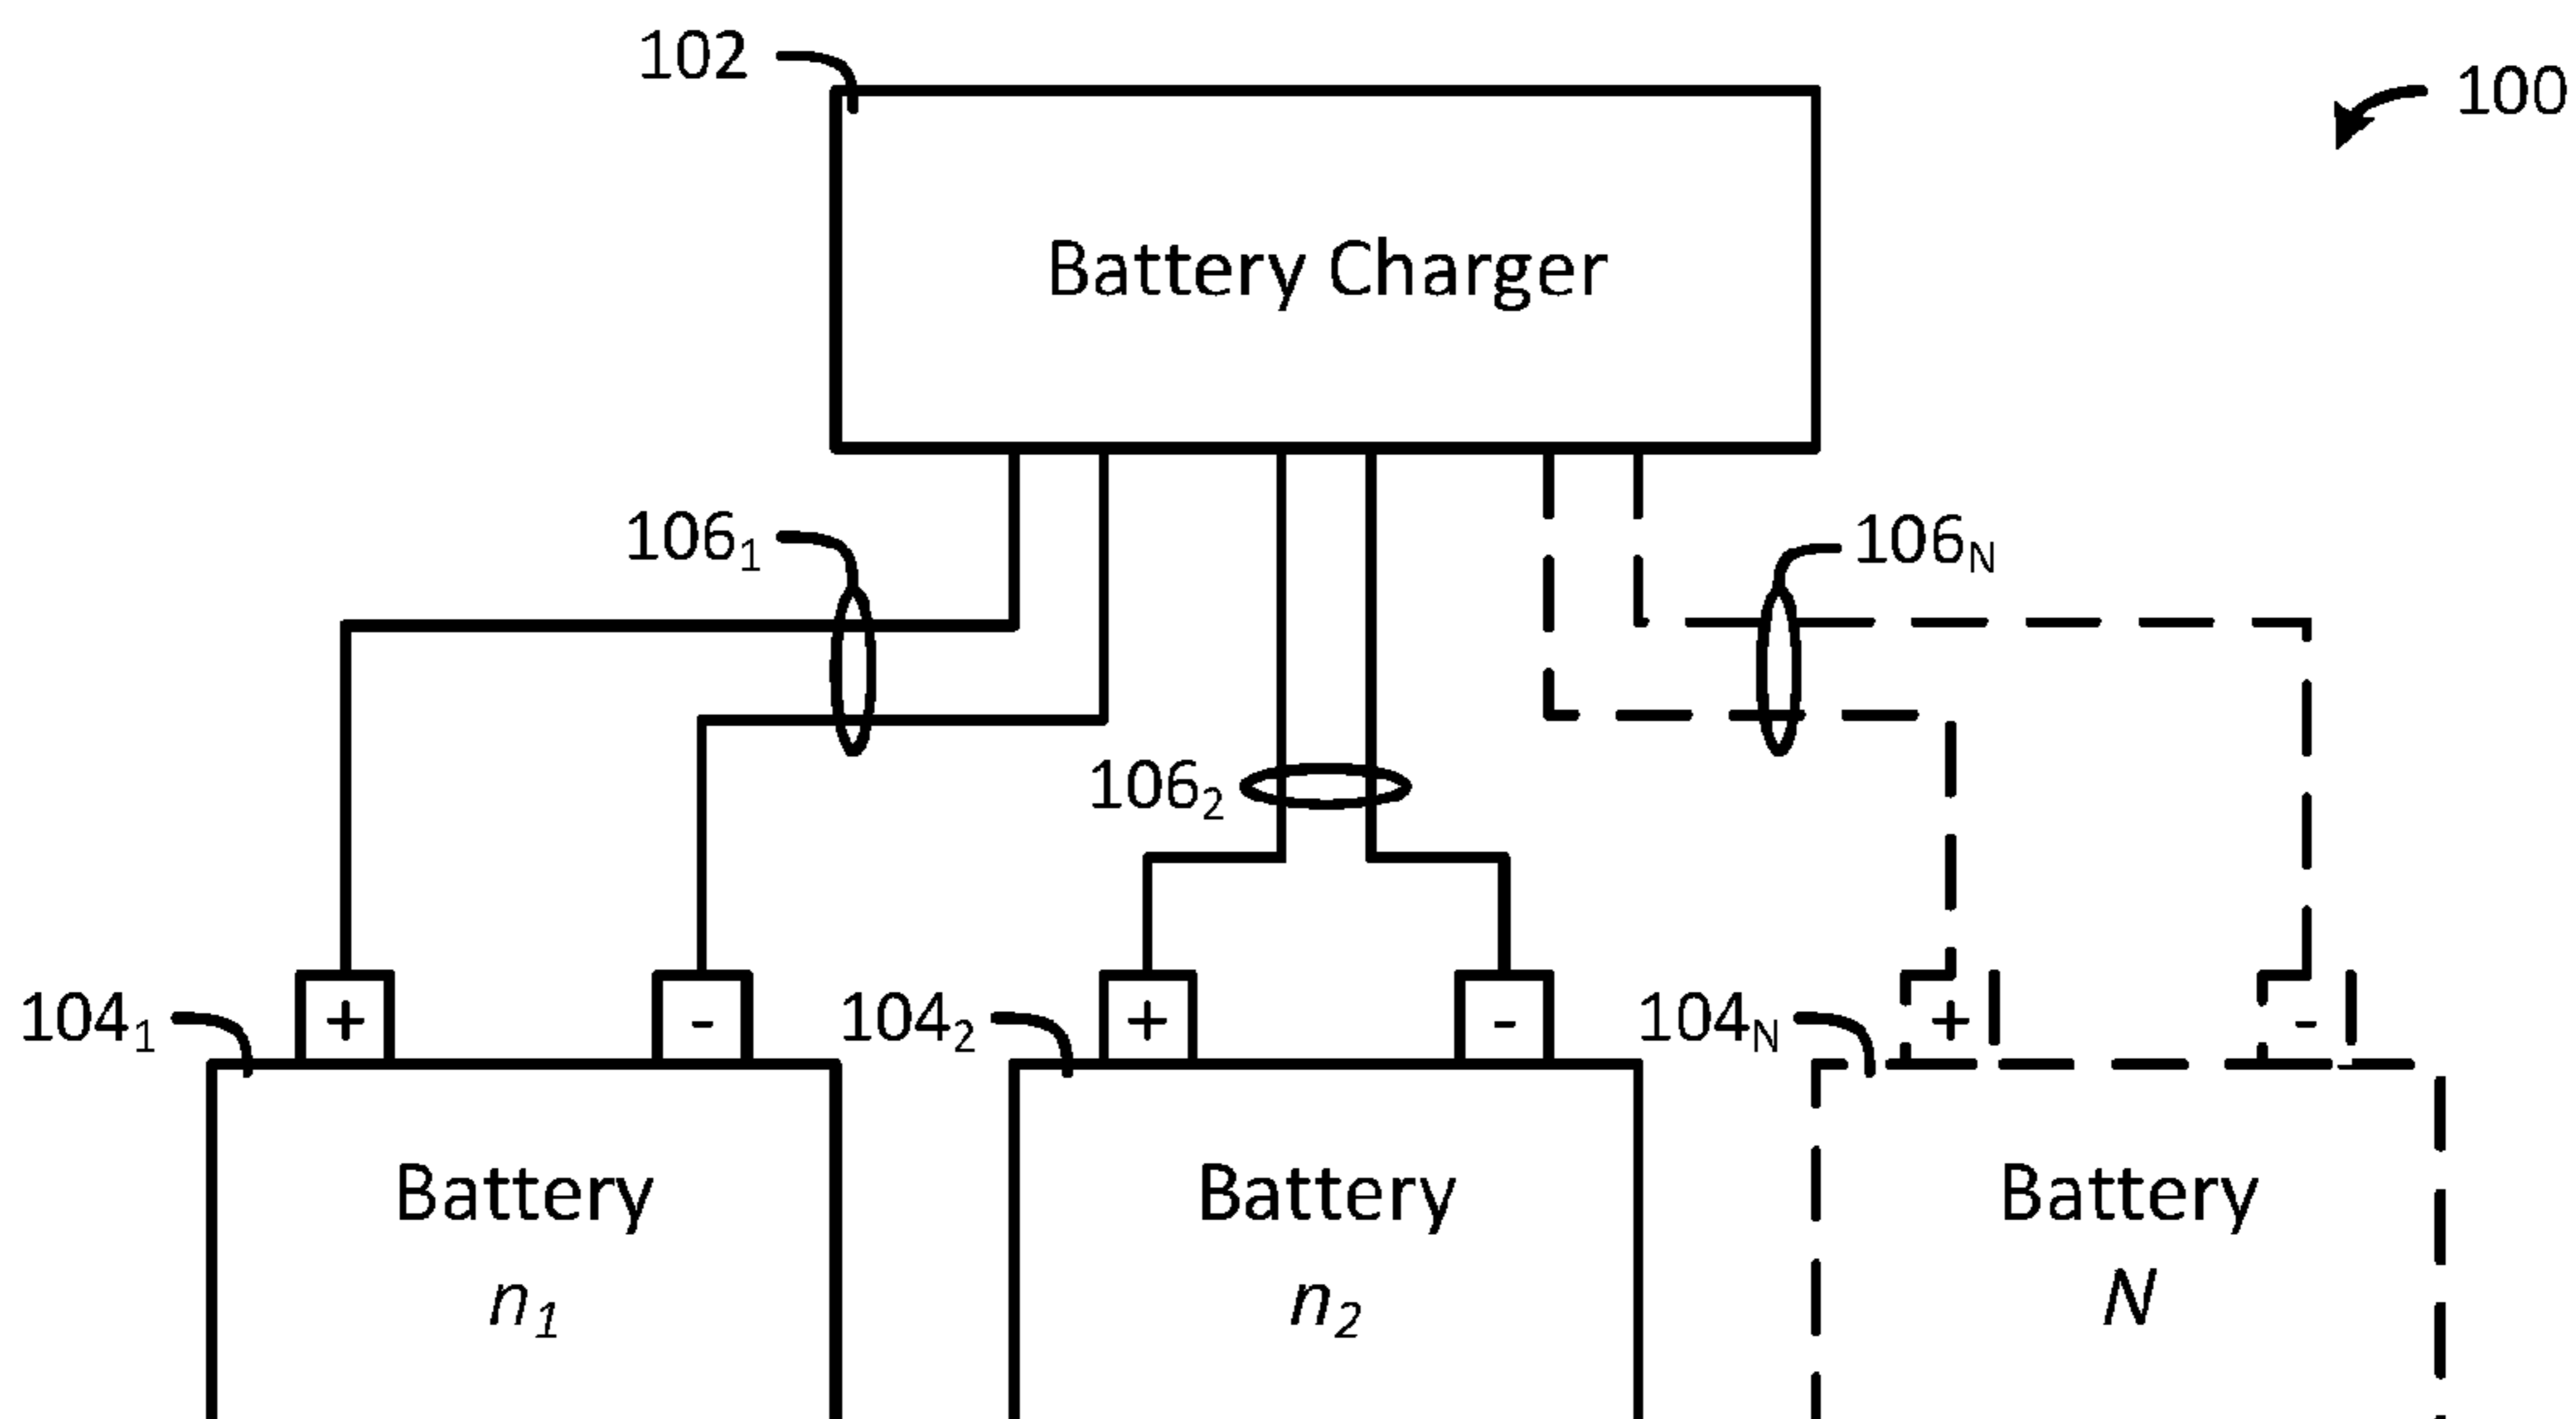 102
100
Battery Charger
106₁
106N
106₂
104₁
+
-
104₂
+
-
104N
+
-
Battery
n₁
Battery
n₂
Battery
N